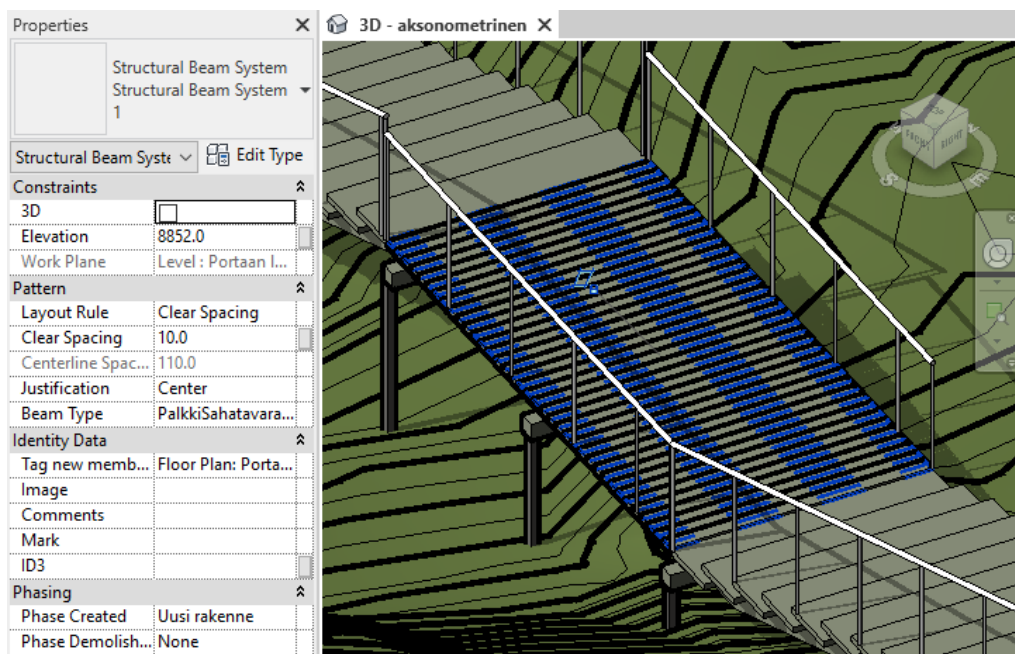 Properties
3D - aksonometrinen
Structural Beam System
Structural Beam System
1
Structural Beam Syste
Edit Type
Constraints
3D
Elevation 8852.0
Work Plane Level : Portaan l...
Pattern
Layout Rule Clear Spacing
Clear Spacing 10.0
Centerline Spac... 110.0
Justification Center
Beam Type PalkkiSahatavara...
Identity Data
Tag new memb... Floor Plan: Porta...
Image
Comments
Mark
ID3
Phasing
Phase Created Uusi rakenne
Phase Demolish... None
FRONT
RIGHT
S
E